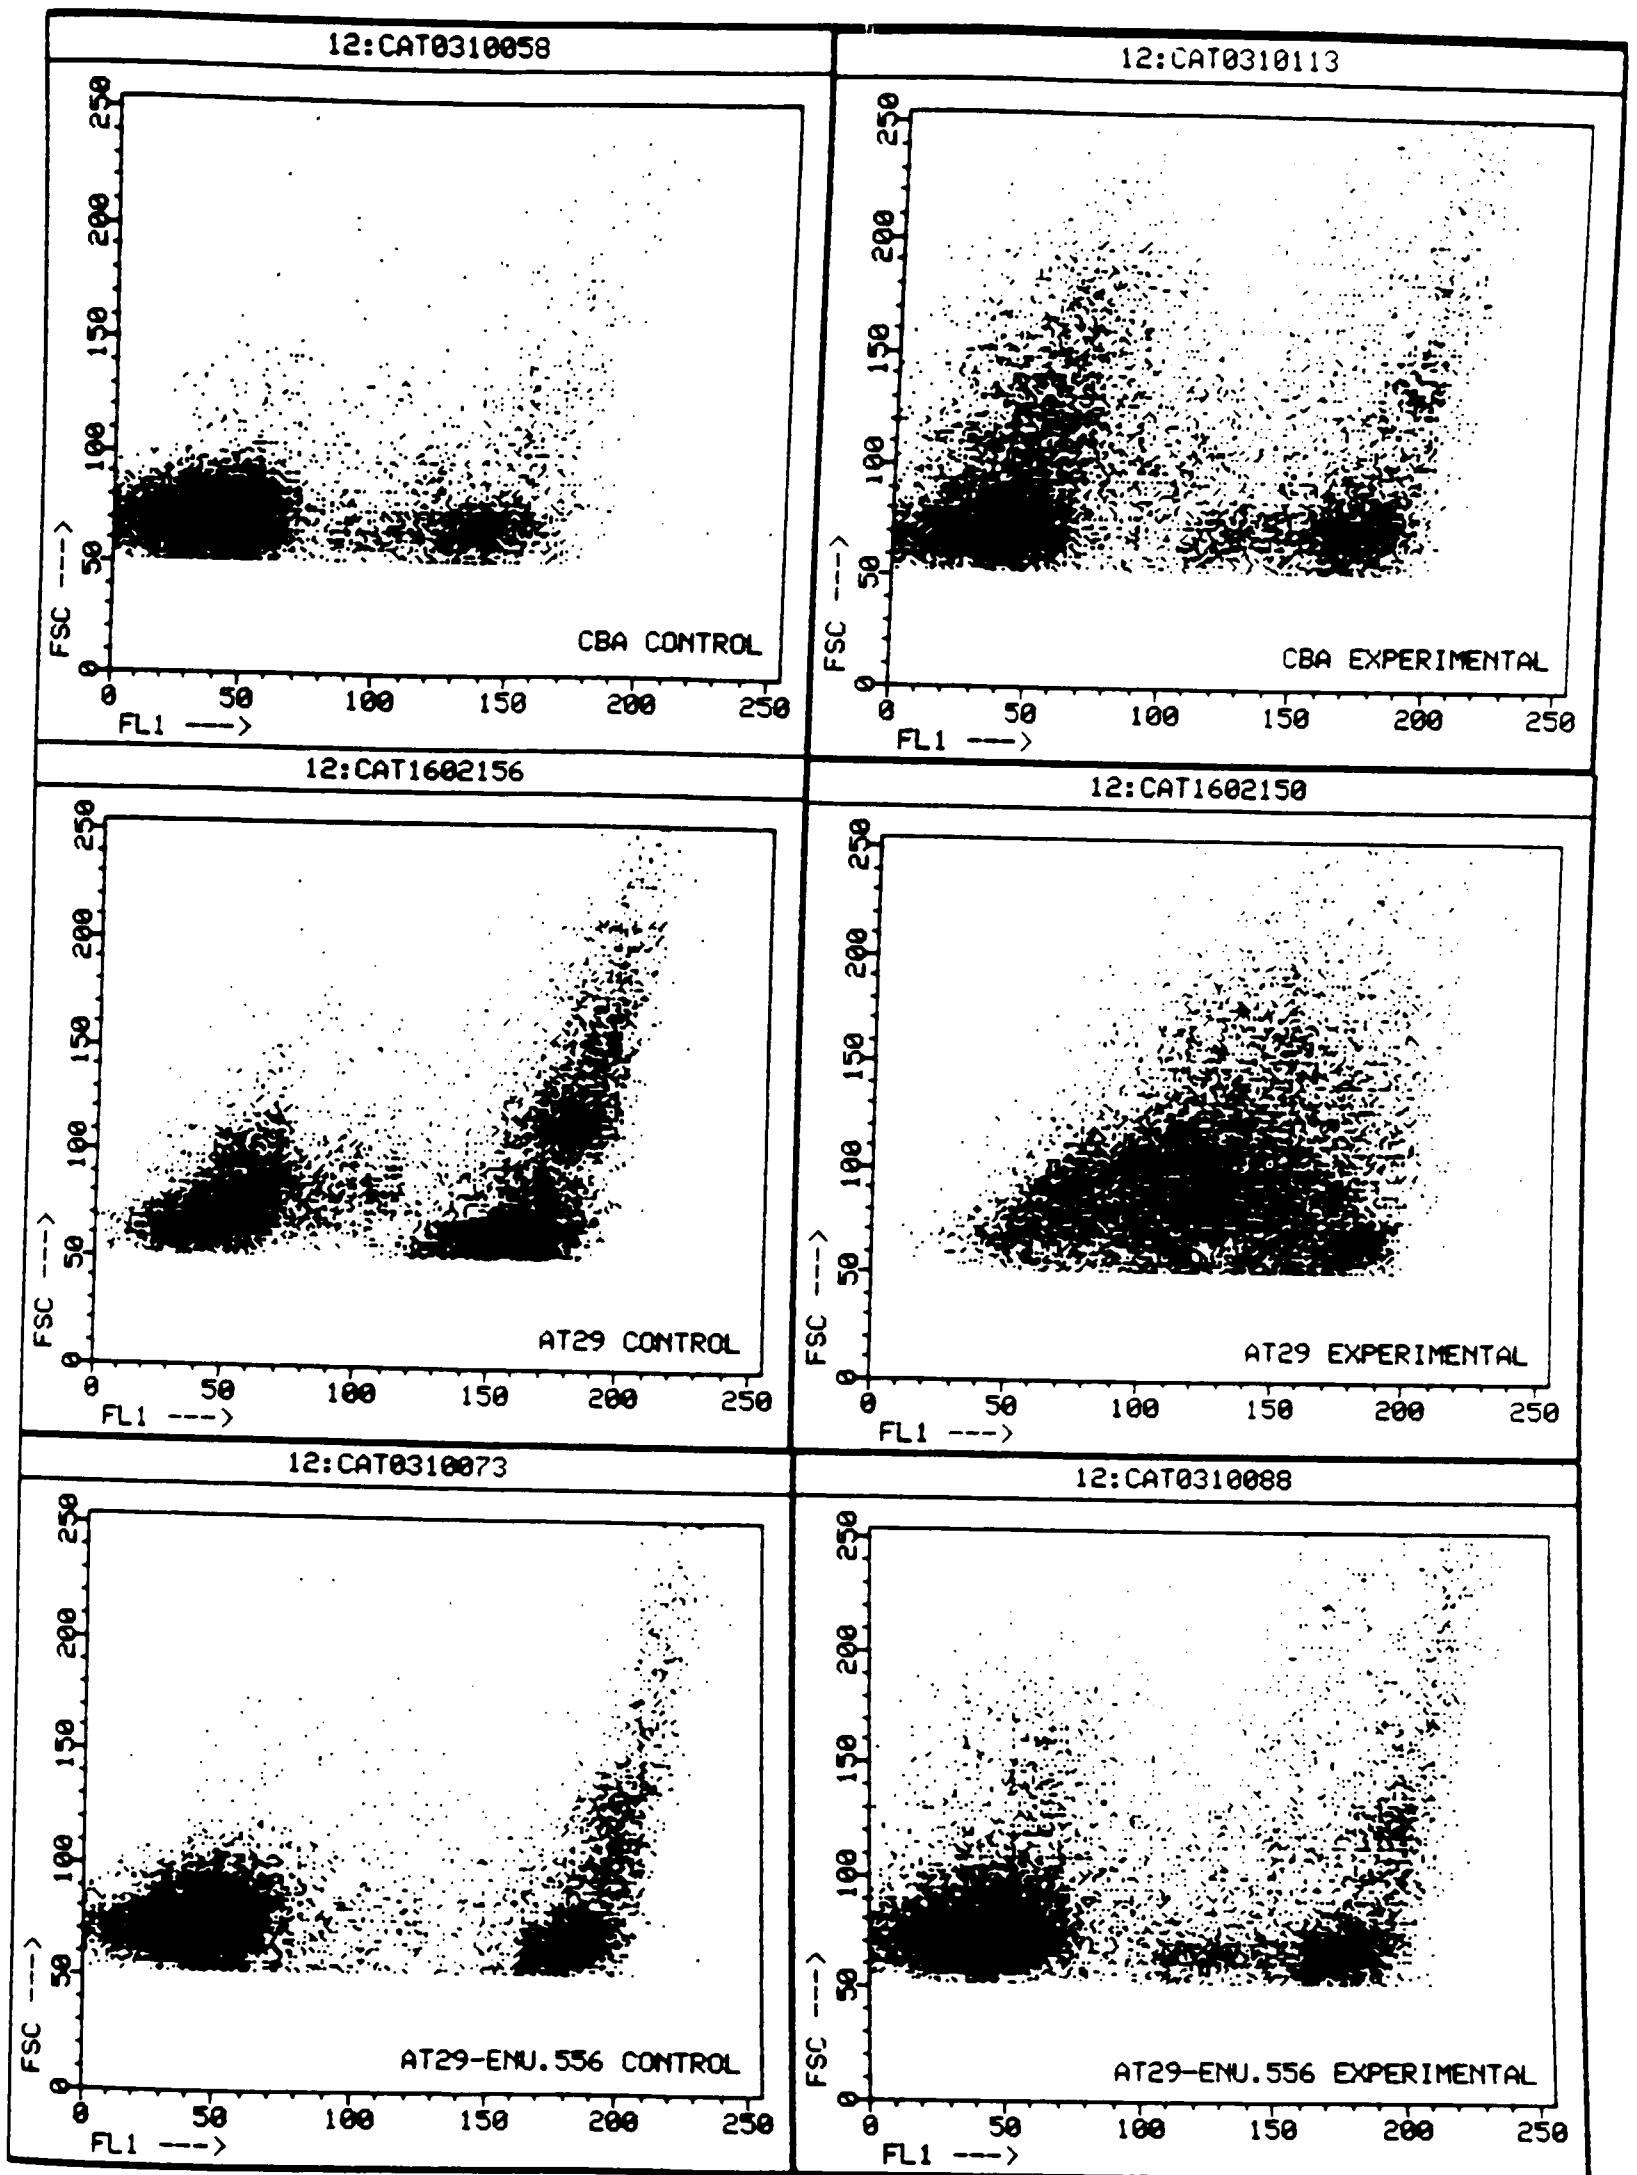 12:CAT0310058
250
200
150
100
50
0
FSC --->
CBA CONTROL
0 50 100 150 200 250
FL1 --->
12:CAT0310113
250
200
150
100
50
0
FSC --->
CBA EXPERIMENTAL
0 50 100 150 200 250
FL1 --->
12:CAT1602156
250
200
150
100
50
0
FSC --->
AT29 CONTROL
0 50 100 150 200 250
FL1 --->
12:CAT1602150
250
200
150
100
50
0
FSC --->
AT29 EXPERIMENTAL
0 50 100 150 200 250
FL1 --->
12:CAT0310073
250
200
150
100
50
0
FSC --->
AT29-ENU.556 CONTROL
0 50 100 150 200 250
FL1 --->
12:CAT0310088
250
200
150
100
50
0
FSC --->
AT29-ENU.556 EXPERIMENTAL
0 50 100 150 200 250
FL1 --->